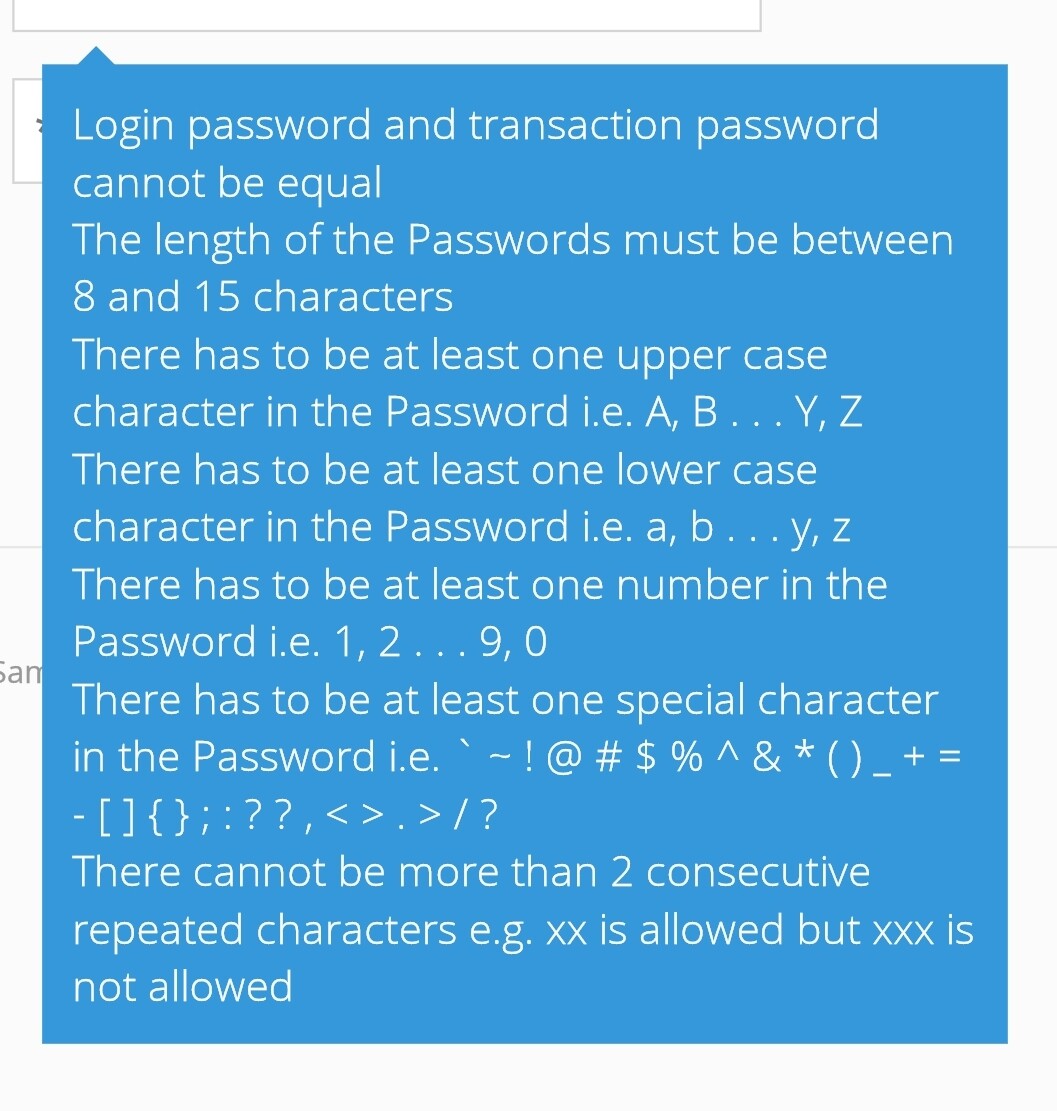 Login password and transaction password
cannot be equal
The length of the Passwords must be between
8 and 15 characters
There has to be at least one upper case
character in the Password i.e. A, B . . . Y, Z
There has to be at least one lower case
character in the Password i.e. a, b . . . y, z
There has to be at least one number in the
Password i.e. 1, 2 . . . 9, 0
Sam
There has to be at least one special character
in the Password i.e. ` ~ ! @ # $ % ^ & * ( ) _ + =
- [ ] { } ; : ? ? , < > . > / ?
There cannot be more than 2 consecutive
repeated characters e.g. xx is allowed but xxx is
not allowed